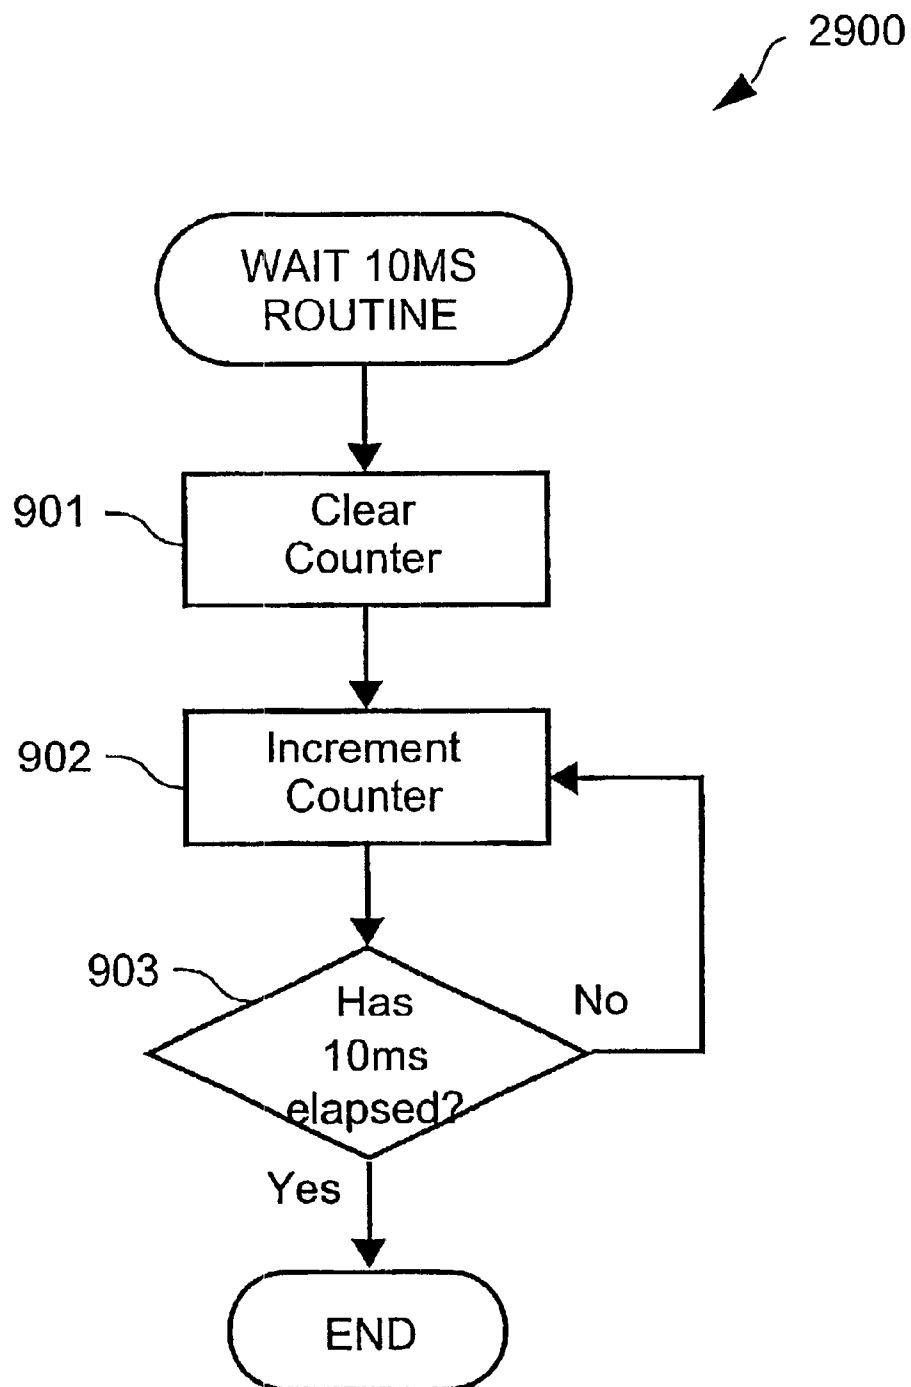 2900
WAIT 10MS
ROUTINE
901
Clear
Counter
902
Increment
Counter
903
Has
10ms
elapsed?
No
Yes
END